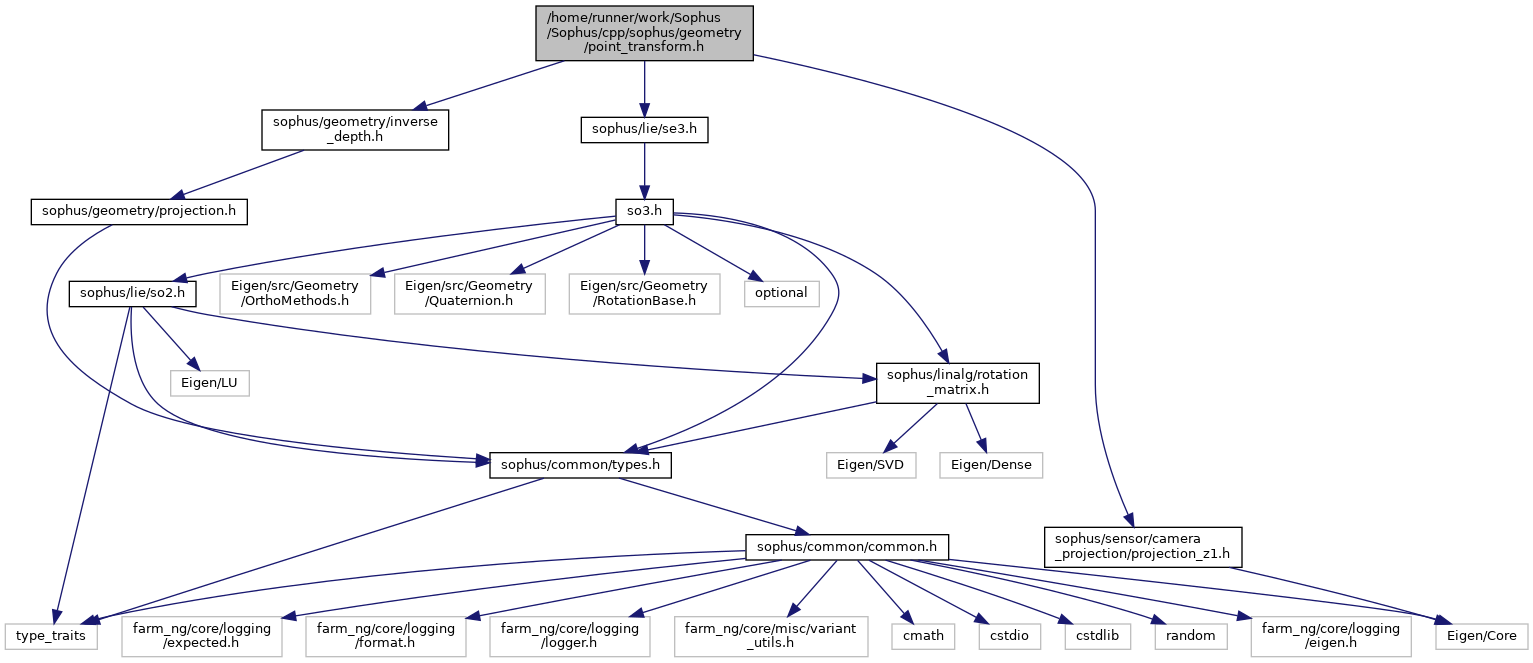 /home/runner/work/Sophus
/Sophus/cpp/sophus/geometry
/point_transform.h
sophus/geometry/inverse
_depth.h
sophus/lie/se3.h
sophus/geometry/projection.h
so3.h
sophus/lie/so2.h
Eigen/src/Geometry
/OrthoMethods.h
Eigen/src/Geometry
/Quaternion.h
Eigen/src/Geometry
/RotationBase.h
optional
Eigen/LU
sophus/linalg/rotation
_matrix.h
sophus/common/types.h
Eigen/SVD
Eigen/Dense
sophus/common/common.h
sophus/sensor/camera
_projection/projection_z1.h
type_traits
farm_ng/core/logging
/expected.h
farm_ng/core/logging
/format.h
farm_ng/core/logging
/logger.h
farm_ng/core/misc/variant
_utils.h
cmath
cstdio
cstdlib
random
farm_ng/core/logging
/eigen.h
Eigen/Core